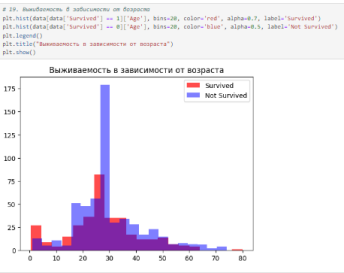 # 19. Выживаемость в зависимости от возраста
plt.hist(data[data['Survived'] == 1]['Age'], bins=20, color='red', alpha=0.7, label='Survived')
plt.hist(data[data['Survived'] == 0]['Age'], bins=20, color='blue', alpha=0.5, label='Not Survived')
plt.legend()
plt.title("Выживаемость в зависимости от возраста")
plt.show()
Выживаемость в зависимости от возраста
Survived
Not Survived
175
150
125
100
75
50
25
0
0 10 20 30 40 50 60 70 80